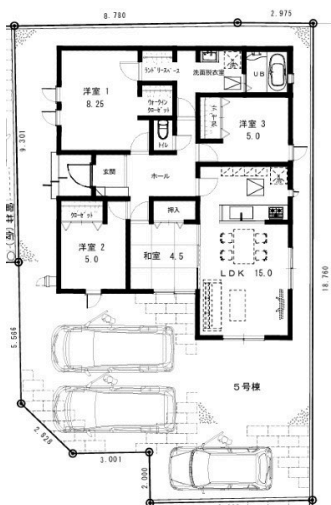 8.780
2.975
ランドリースペース
洗面脱衣室
UB
洋室 1
8.25
ウォークイン
クローゼット
洋室 3
5.0
トイレ
9.301
玄関
ホール
クローゼット
押入
洋室 2
5.0
和室 4.5
LDK 15.0
18.760
5.566
5号棟
2.828
3.001
2.000